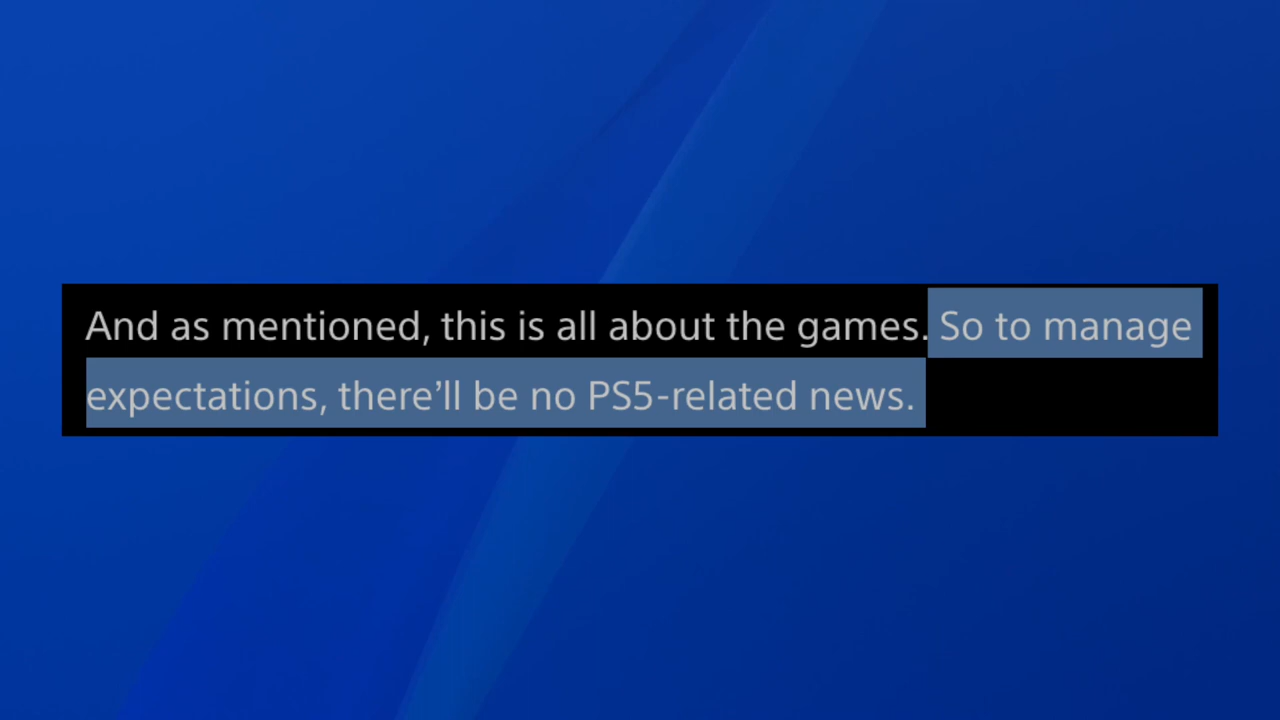 And as mentioned, this is all about the games. So to manage
expectations, there’ll be no PS5-related news.